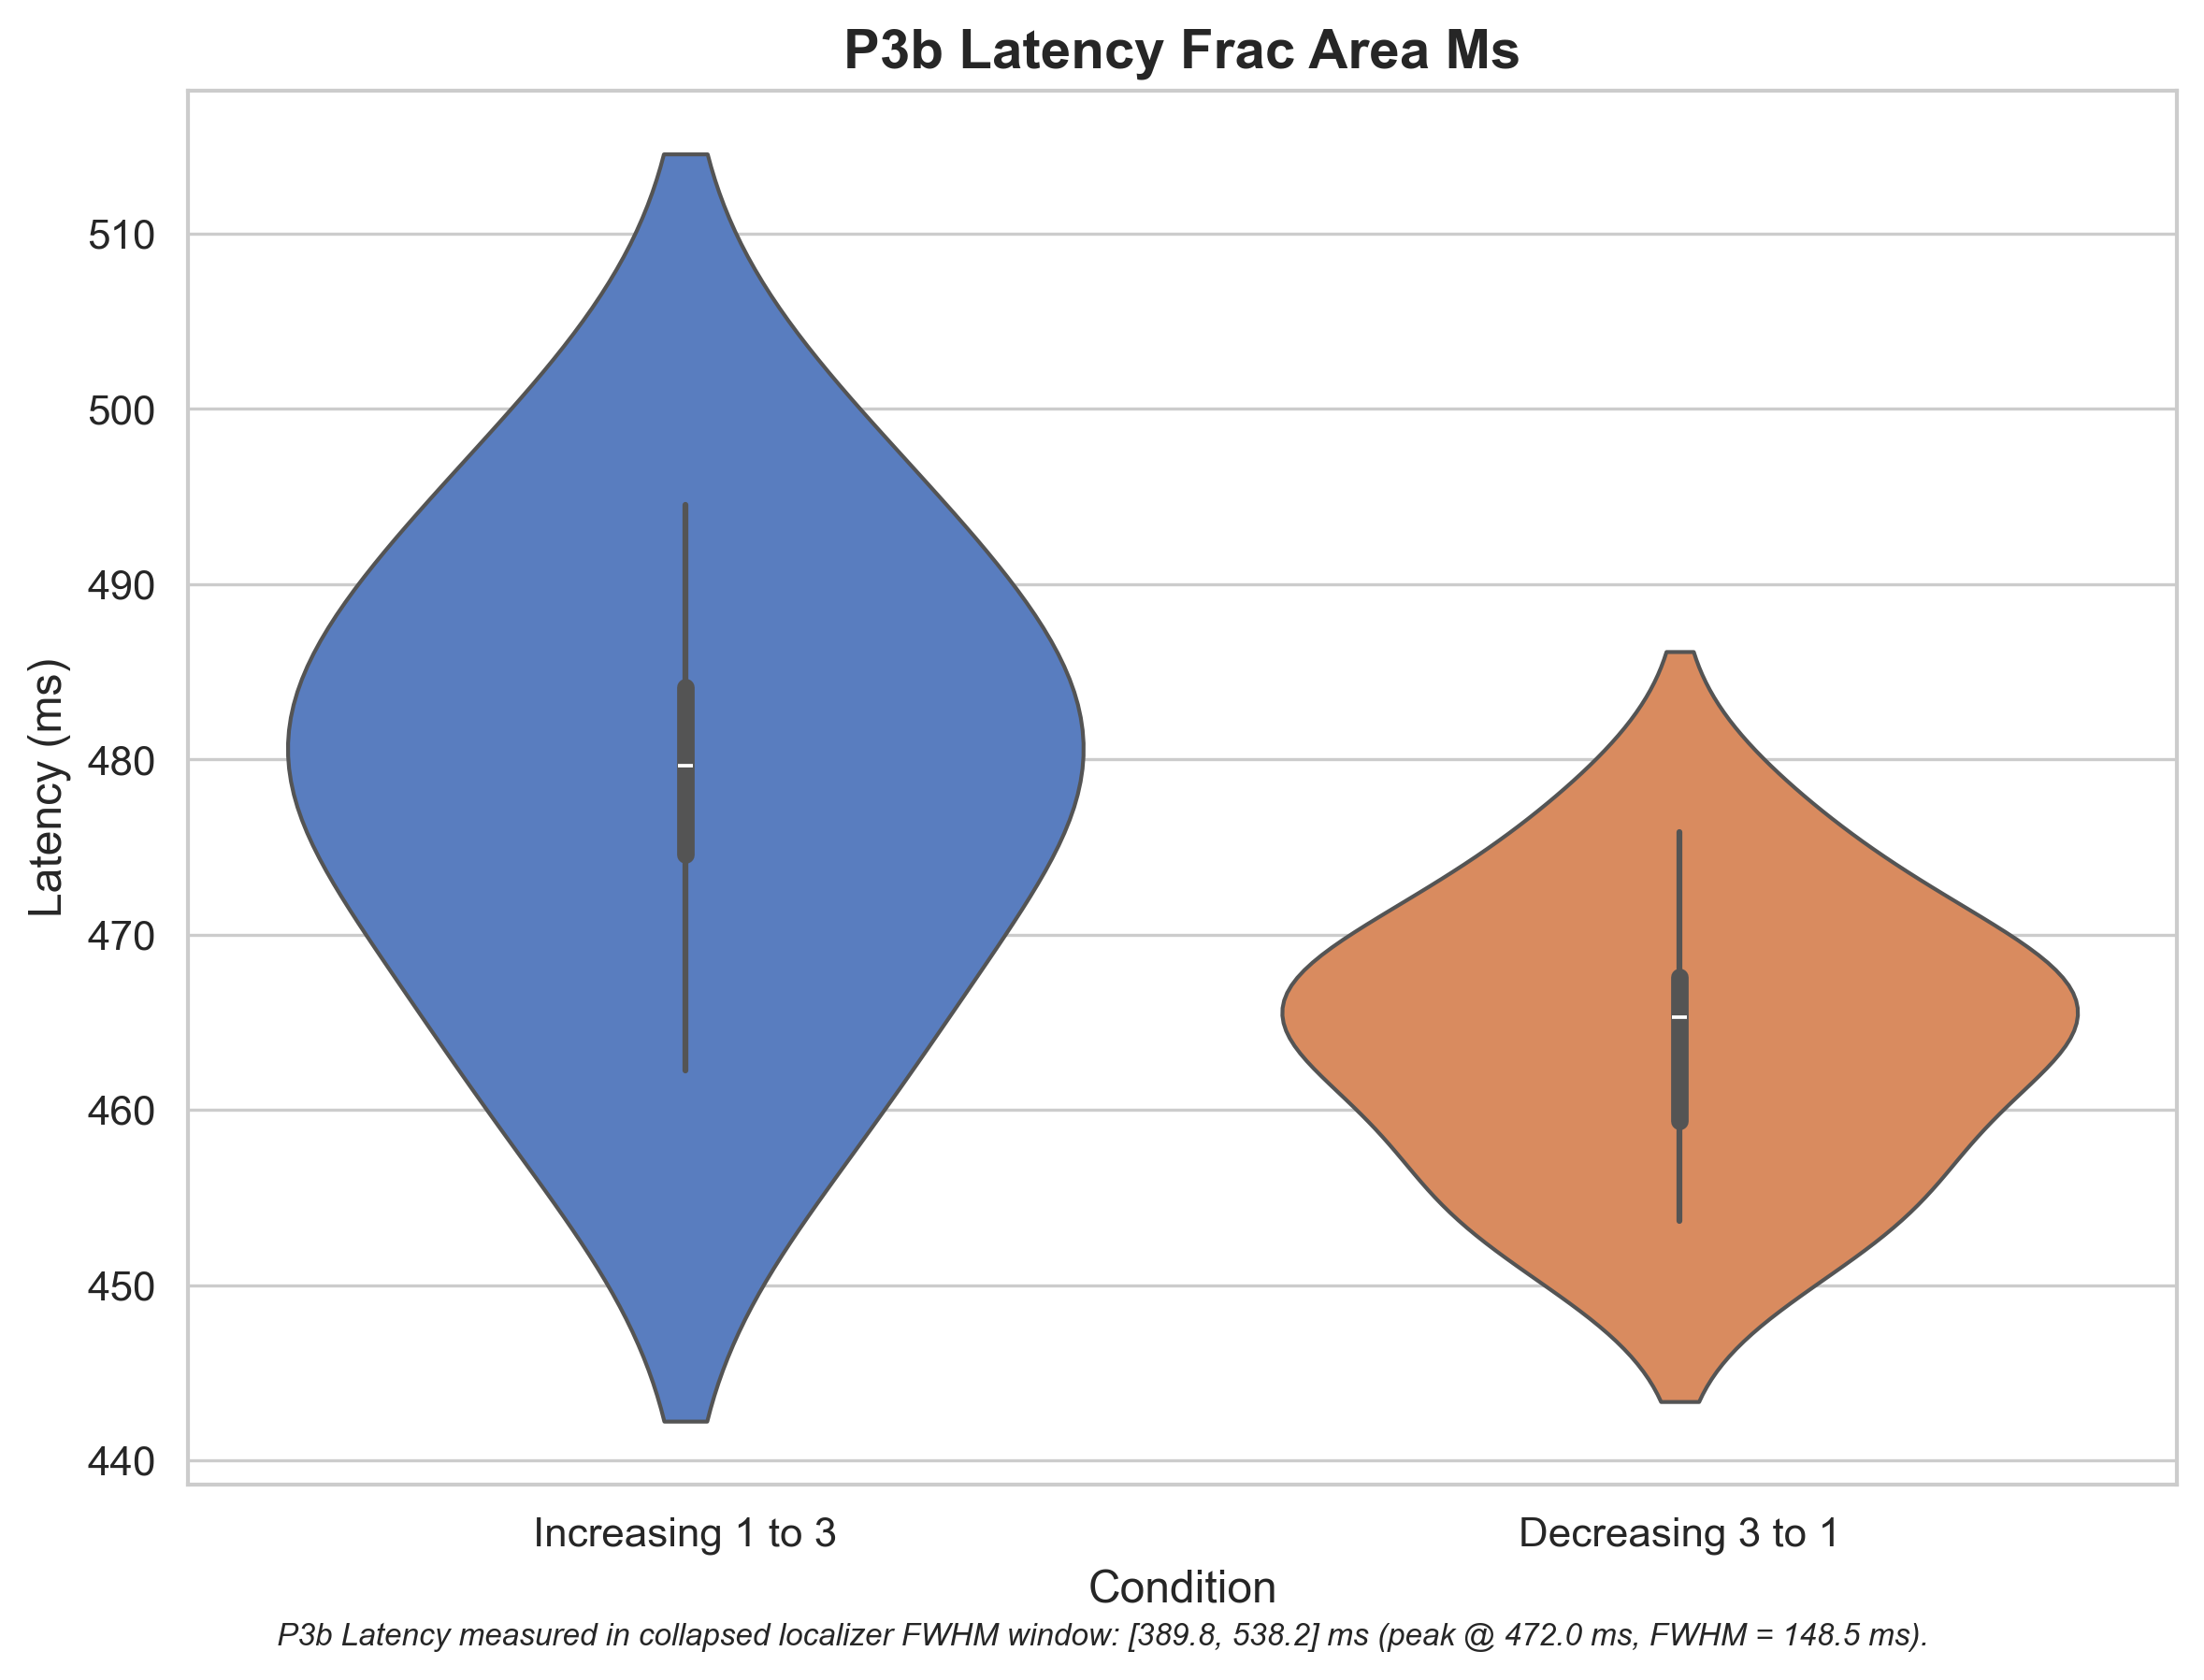 P3b Latency Frac Area Ms
Latency (ms)
510
500
490
480
470
460
450
440
Increasing 1 to 3
Decreasing 3 to 1
Condition
P3b Latency measured in collapsed localizer FWHM window: [389.8, 538.2] ms (peak @ 472.0 ms, FWHM = 148.5 ms).